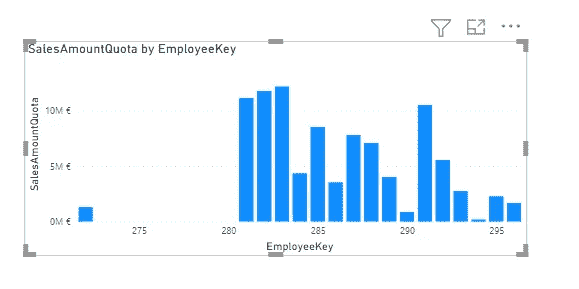 SalesAmountQuota by EmployeeKey
SalesAmountQuota
10M €
5M €
0M €
275
280
285
290
295
EmployeeKey